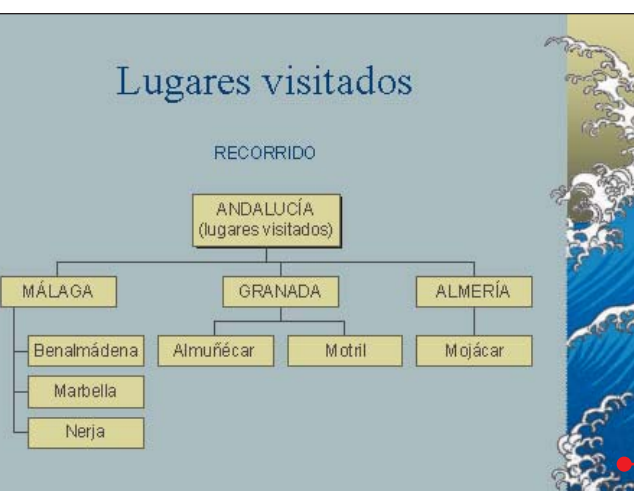 Lugares visitados
RECORRIDO
ANDALUCÍA
(lugares visitados)
MÁLAGA
GRANADA
ALMERÍA
Benalmádena
Almuñécar
Motril
Mojácar
Marbella
Nerja